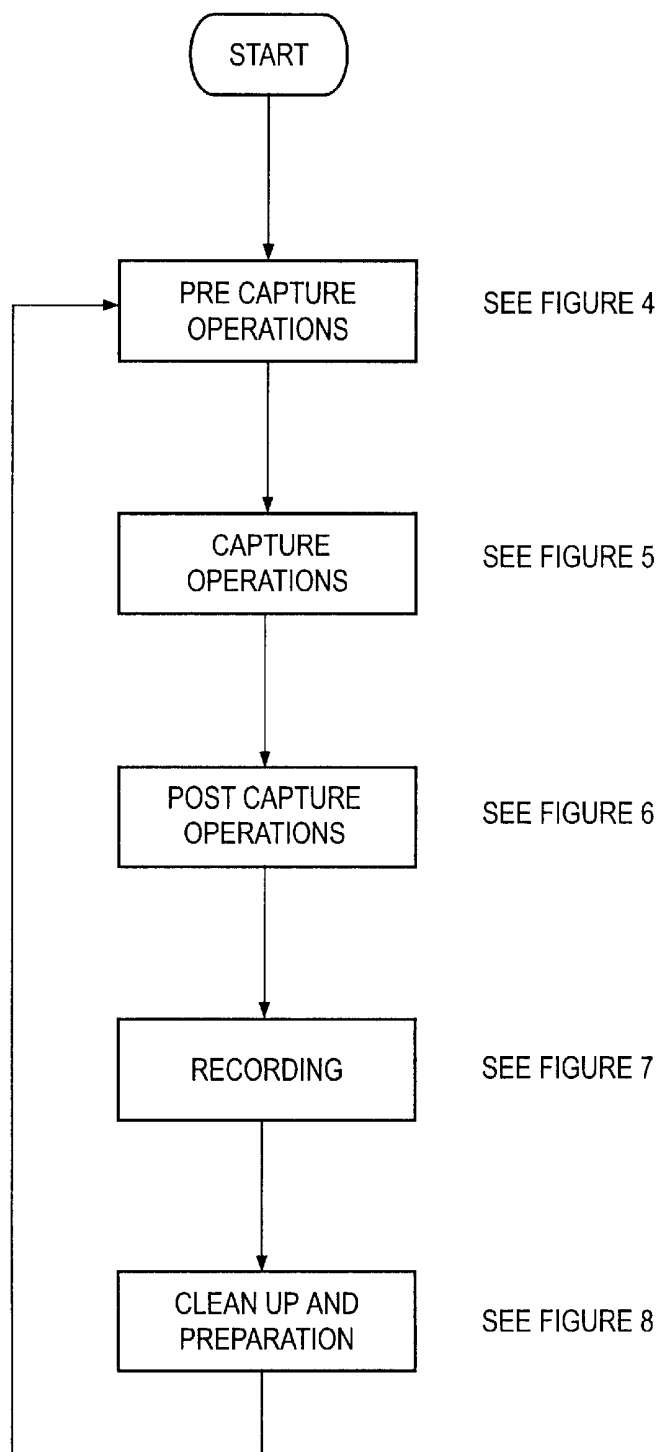 START
PRE CAPTURE
OPERATIONS
SEE FIGURE 4
CAPTURE
OPERATIONS
SEE FIGURE 5
POST CAPTURE
OPERATIONS
SEE FIGURE 6
RECORDING
SEE FIGURE 7
CLEAN UP AND
PREPARATION
SEE FIGURE 8